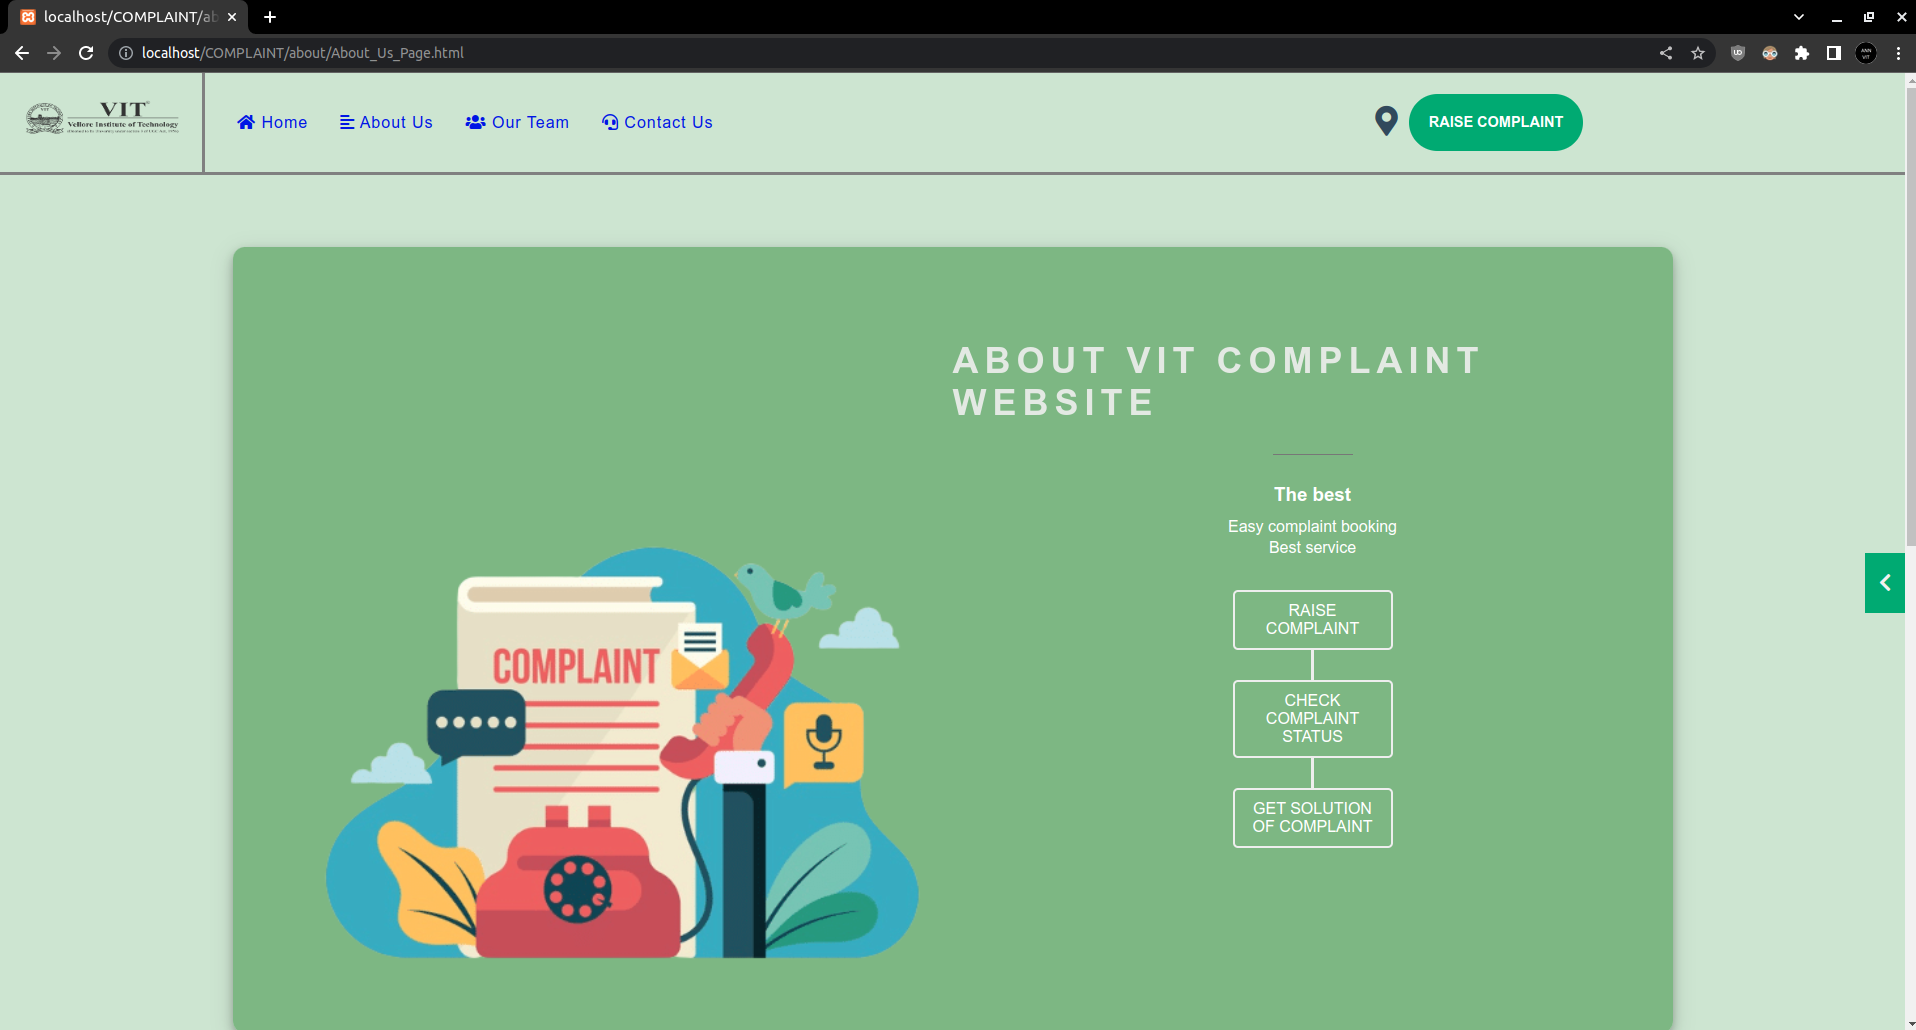 localhost/COMPLAINT/ab
localhost/COMPLAINT/about/About_Us_Page.html
VIT
Vellore Institute of Technology
Home
About Us
Our Team
Contact Us
RAISE COMPLAINT
ABOUT VIT COMPLAINT
WEBSITE
The best
Easy complaint booking
Best service
COMPLAINT
RAISE
COMPLAINT
CHECK
COMPLAINT
STATUS
GET SOLUTION
OF COMPLAINT